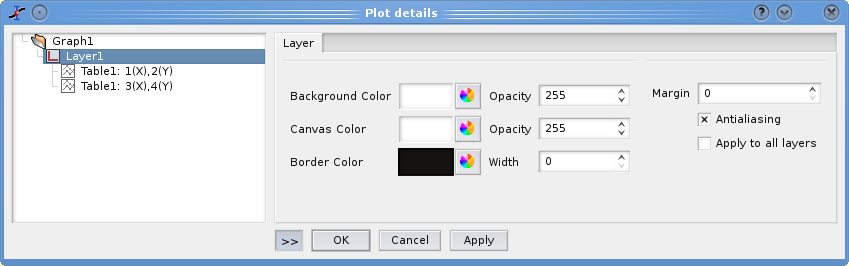 Plot details
Graph1
Layer1
Table1: 1(X),2(Y)
Table1: 3(X),4(Y)
Layer
Background Color Opacity 255
Canvas Color Opacity 255
Border Color Width 0
Margin 0
Antialiasing
Apply to all layers
>> OK Cancel Apply